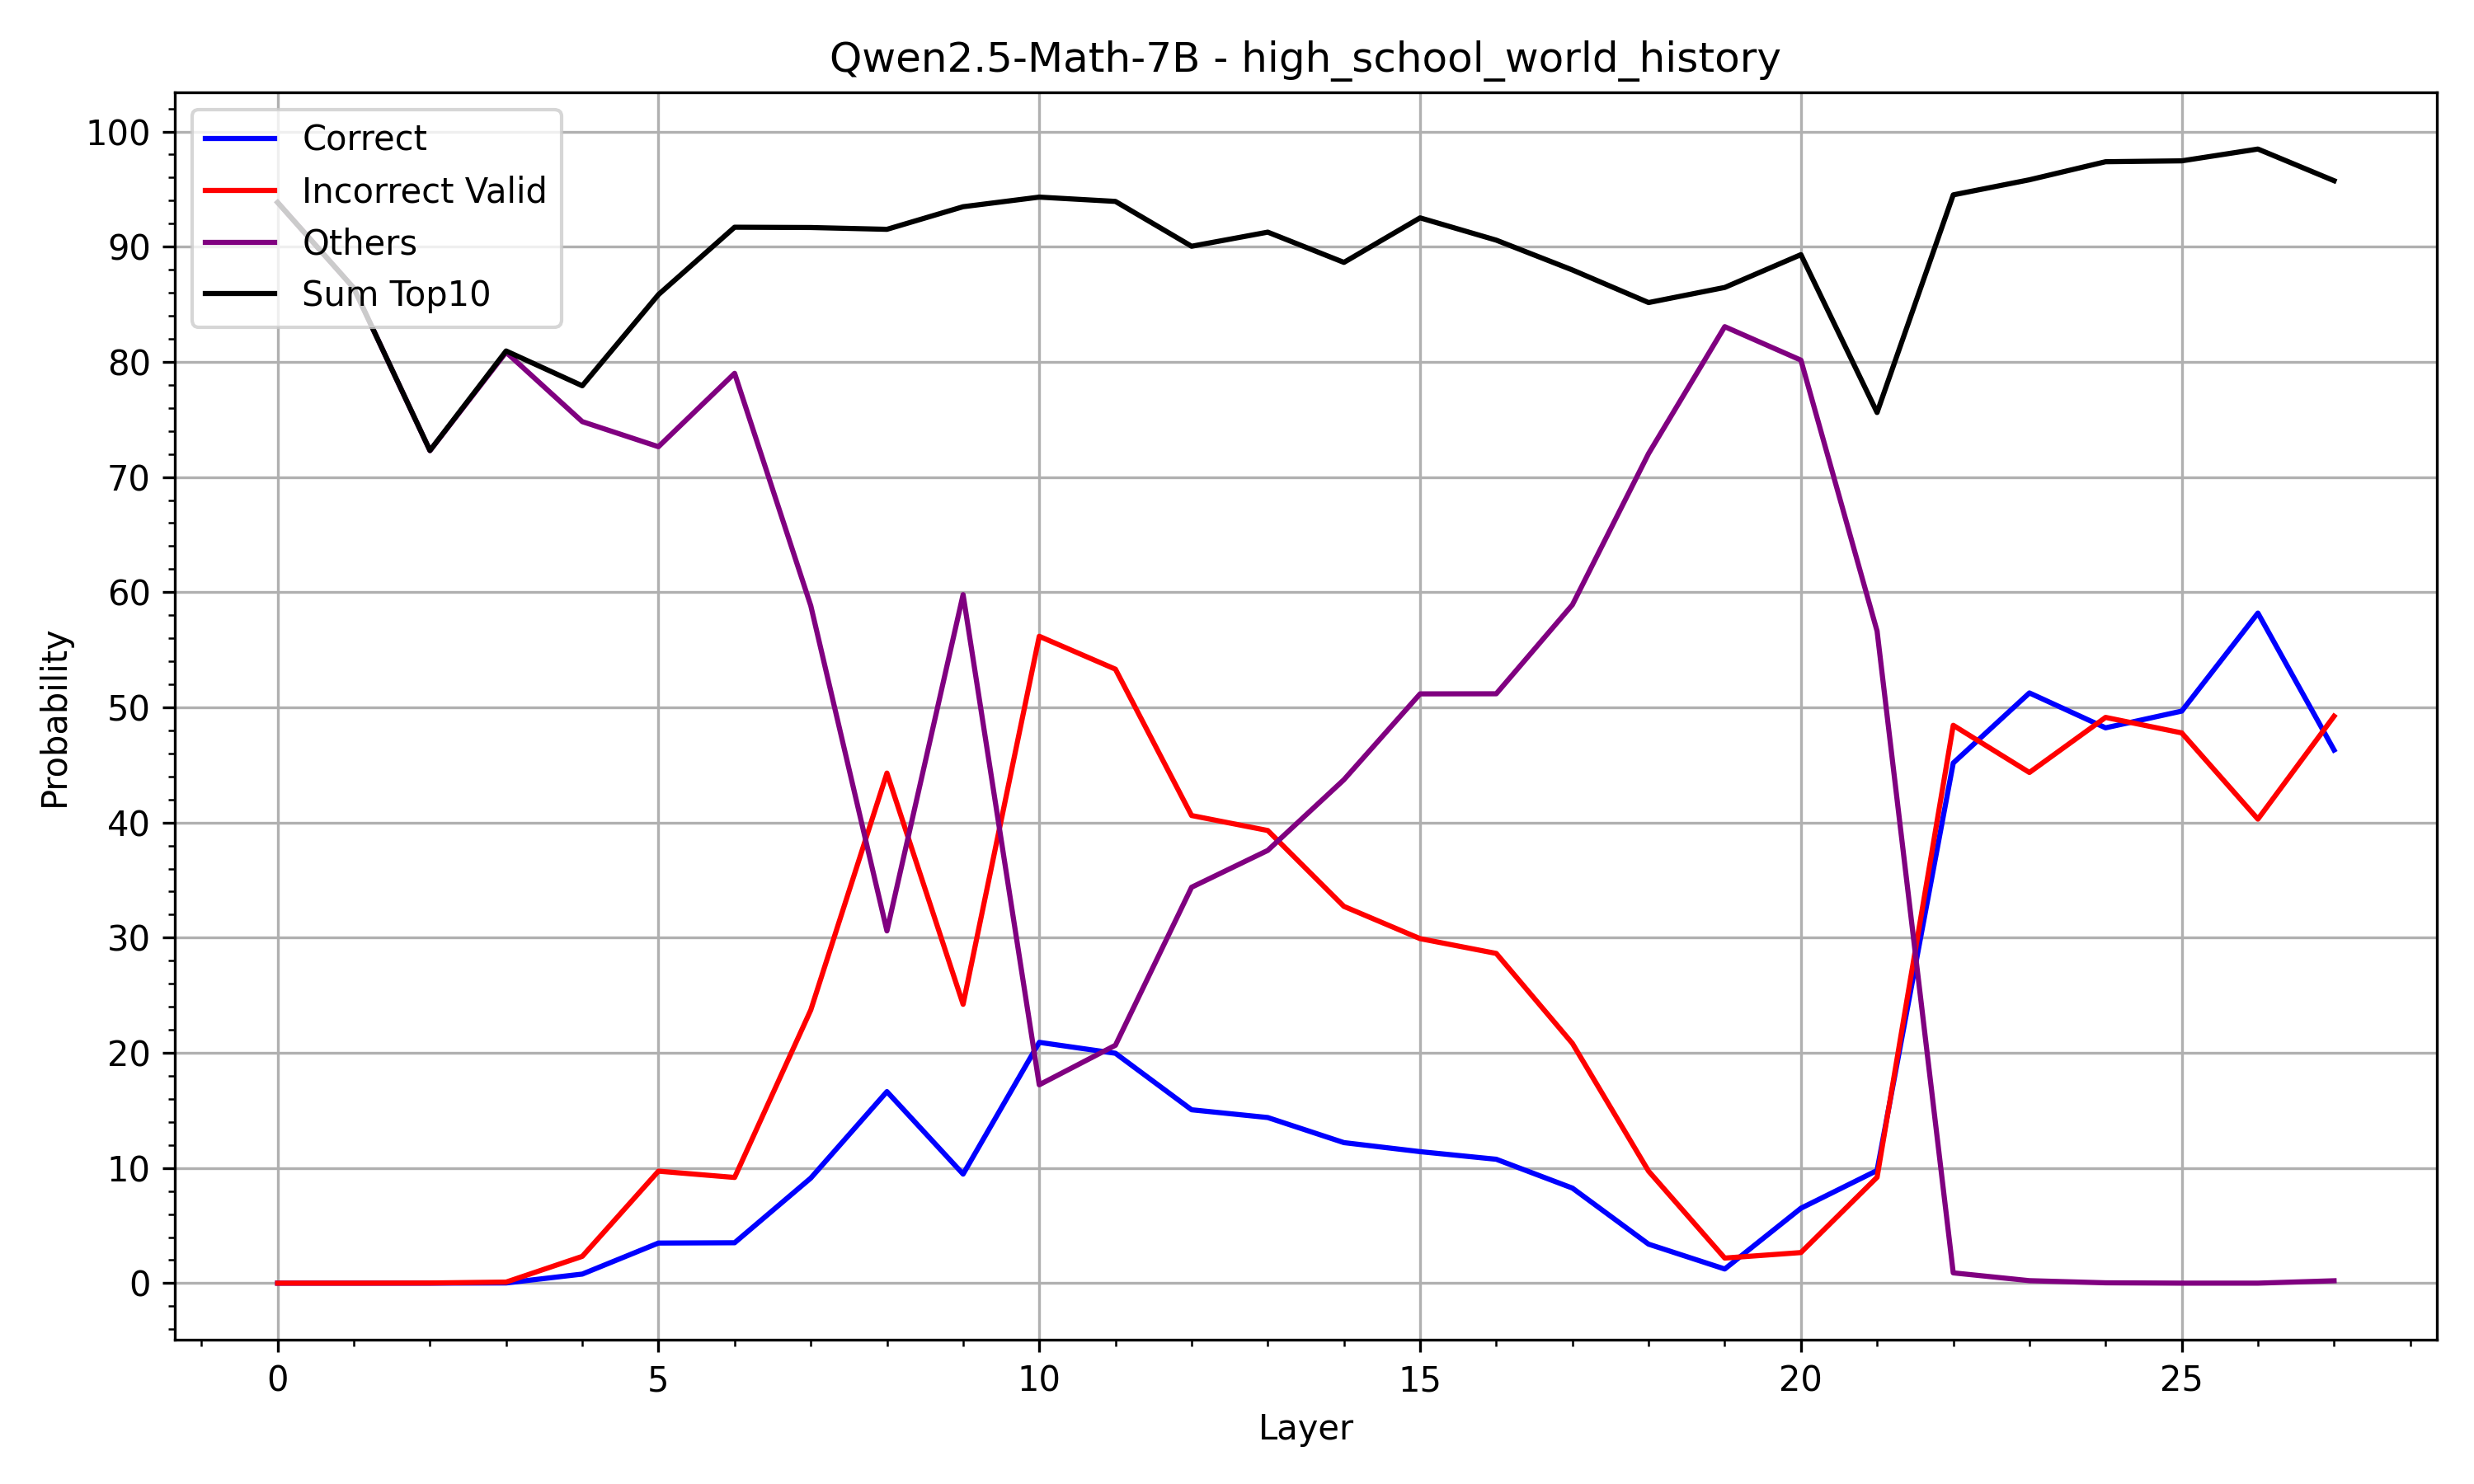 Qwen2.5-Math-7B - high_school_world_history
Correct
Incorrect Valid
Others
Sum Top10
100
90
80
70
60
50
40
30
20
10
0
Probability
0 5 10 15 20 25
Layer